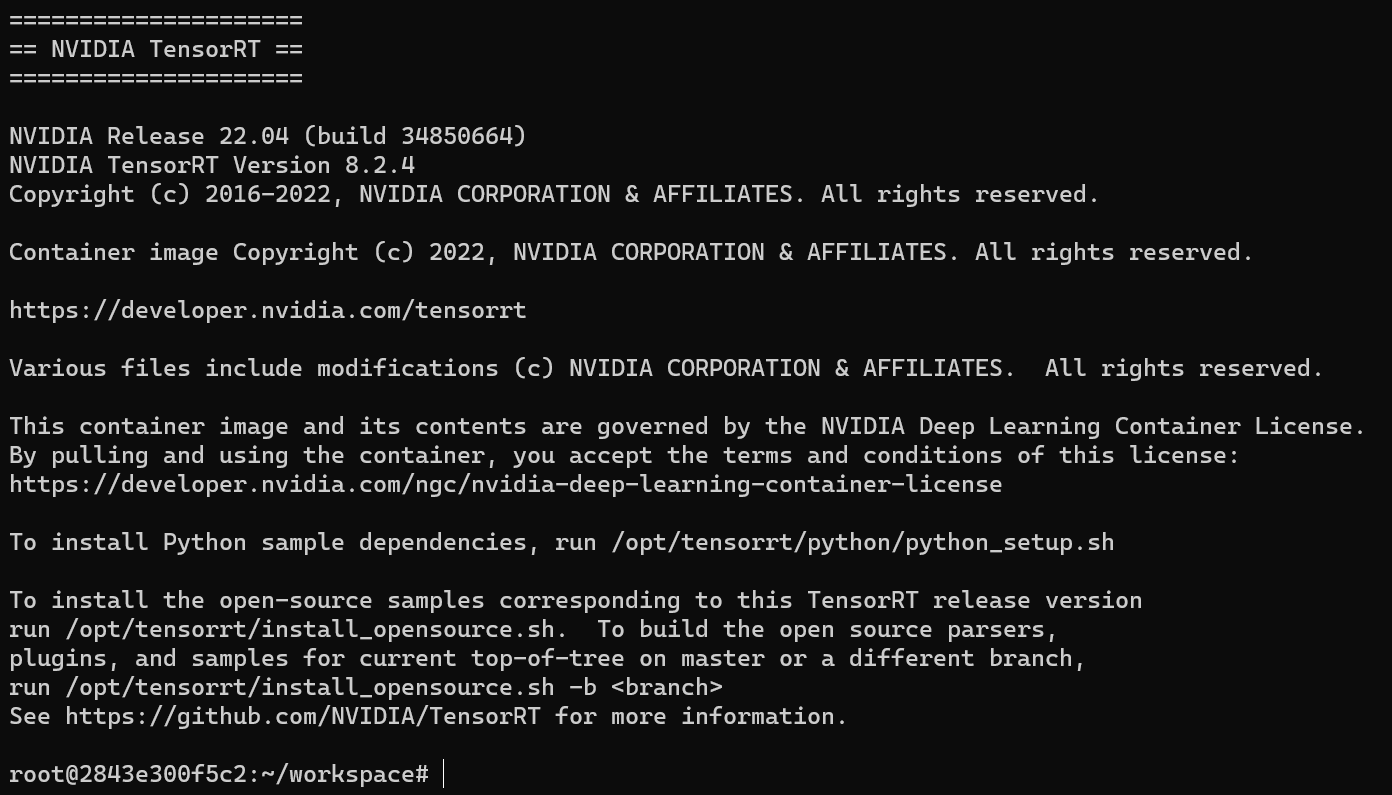 =====================
== NVIDIA TensorRT ==
=====================

NVIDIA Release 22.04 (build 34850664)
NVIDIA TensorRT Version 8.2.4
Copyright (c) 2016-2022, NVIDIA CORPORATION & AFFILIATES. All rights reserved.

Container image Copyright (c) 2022, NVIDIA CORPORATION & AFFILIATES. All rights reserved.

https://developer.nvidia.com/tensorrt

Various files include modifications (c) NVIDIA CORPORATION & AFFILIATES.  All rights reserved.

This container image and its contents are governed by the NVIDIA Deep Learning Container License.
By pulling and using the container, you accept the terms and conditions of this license:
https://developer.nvidia.com/ngc/nvidia-deep-learning-container-license

To install Python sample dependencies, run /opt/tensorrt/python/python_setup.sh

To install the open-source samples corresponding to this TensorRT release version
run /opt/tensorrt/install_opensource.sh.  To build the open source parsers,
plugins, and samples for current top-of-tree on master or a different branch,
run /opt/tensorrt/install_opensource.sh -b <branch>
See https://github.com/NVIDIA/TensorRT for more information.

root@2843e300f5c2:~/workspace#